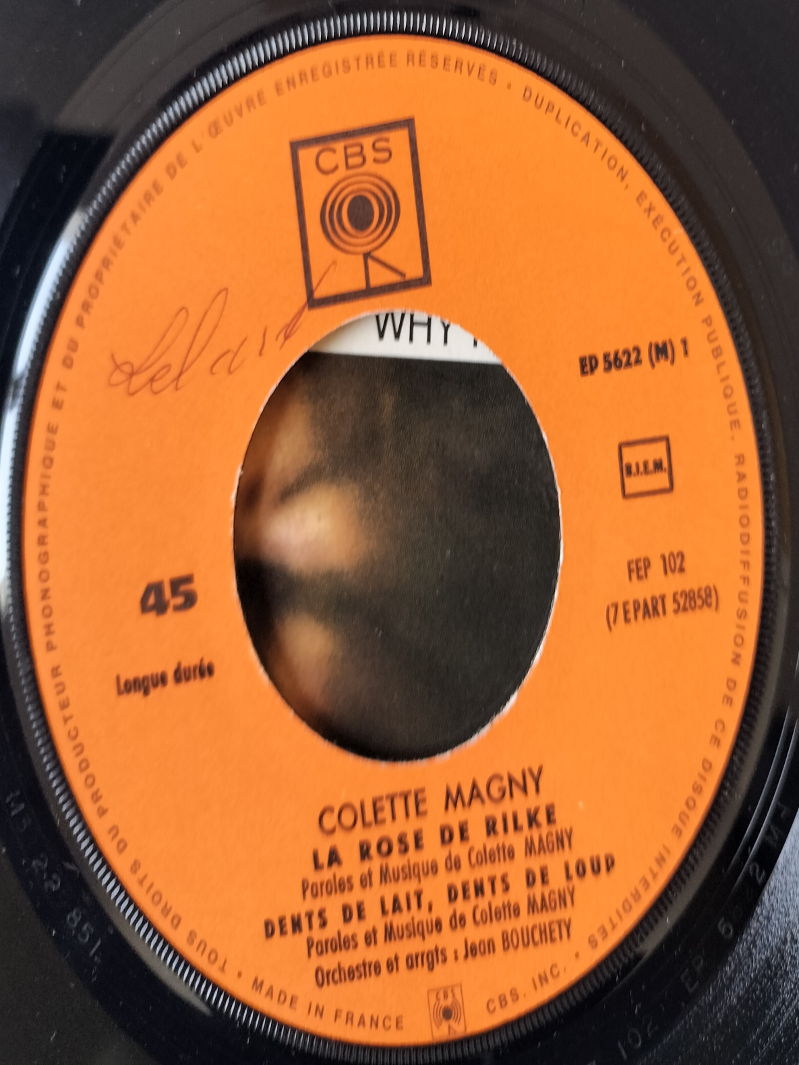 TOUS DROITS DU PRODUCTEUR PHONOGRAPHIQUE ET DU PROPRIÉTAIRE DE L'ŒUVRE ENREGISTRÉE RÉSERVÉS • DUPLICATION, EXÉCUTION PUBLIQUE, RADIODIFFUSION DE CE DISQUE INTERDITES •
CBS
WHY
EP 5622 (M) 1
B.I.E.M.
45
FEP 102
(7 EPART 52858)
Longue durée
COLETTE MAGNY
LA ROSE DE RILKE
Paroles et Musique de Colette MAGNY
DENTS DE LAIT, DENTS DE LOUP
Paroles et Musique de Colette MAGNY
Orchestre et arrgts : Jean BOUCHETY
• MADE IN FRANCE
CBS
CBS. INC. •